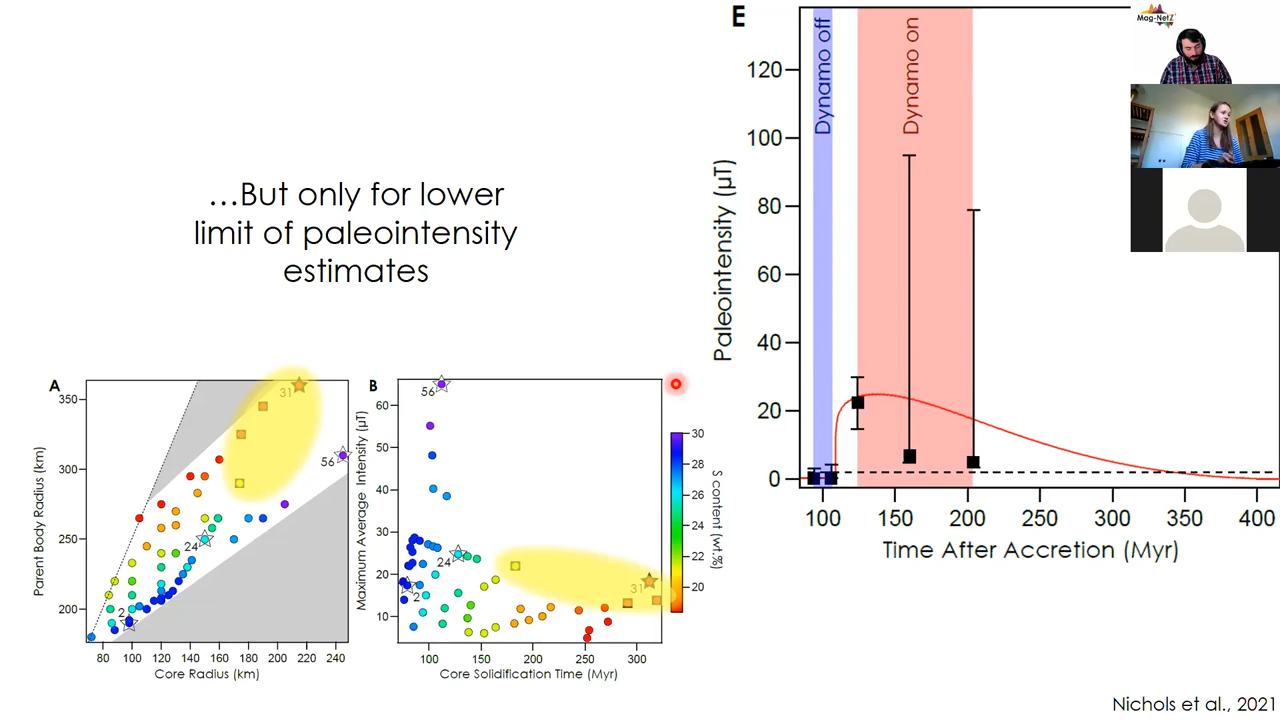 …But only for lower
limit of paleointensity
estimates
A
Parent Body Radius (km)
350
300
250
200
31
56
24
2
80 100 120 140 160 180 200 220 240
Core Radius (km)
B
Maximum Average Intensity (μT)
60
50
40
30
20
10
56
24
2
31
100 150 200 250 300
Core Solidification Time (Myr)
30
28
26
24
22
20
S content (wt.%)
E
Paleointensity (μT)
120
100
80
60
40
20
0
Dynamo off
Dynamo on
100 150 200 250 300 350 400
Time After Accretion (Myr)
Mag-NetZ
Nichols et al., 2021